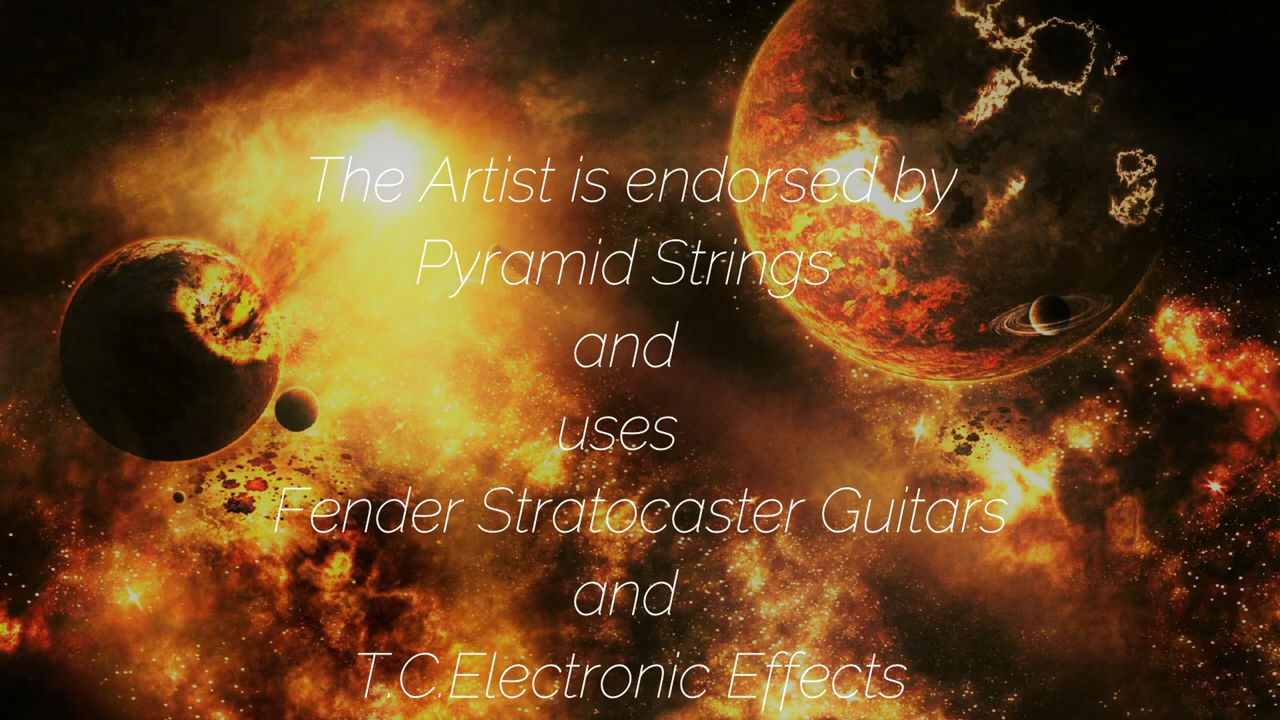 The Artist is endorsed by
Pyramid Strings
and
uses
Fender Stratocaster Guitars
and
T.C.Electronic Effects